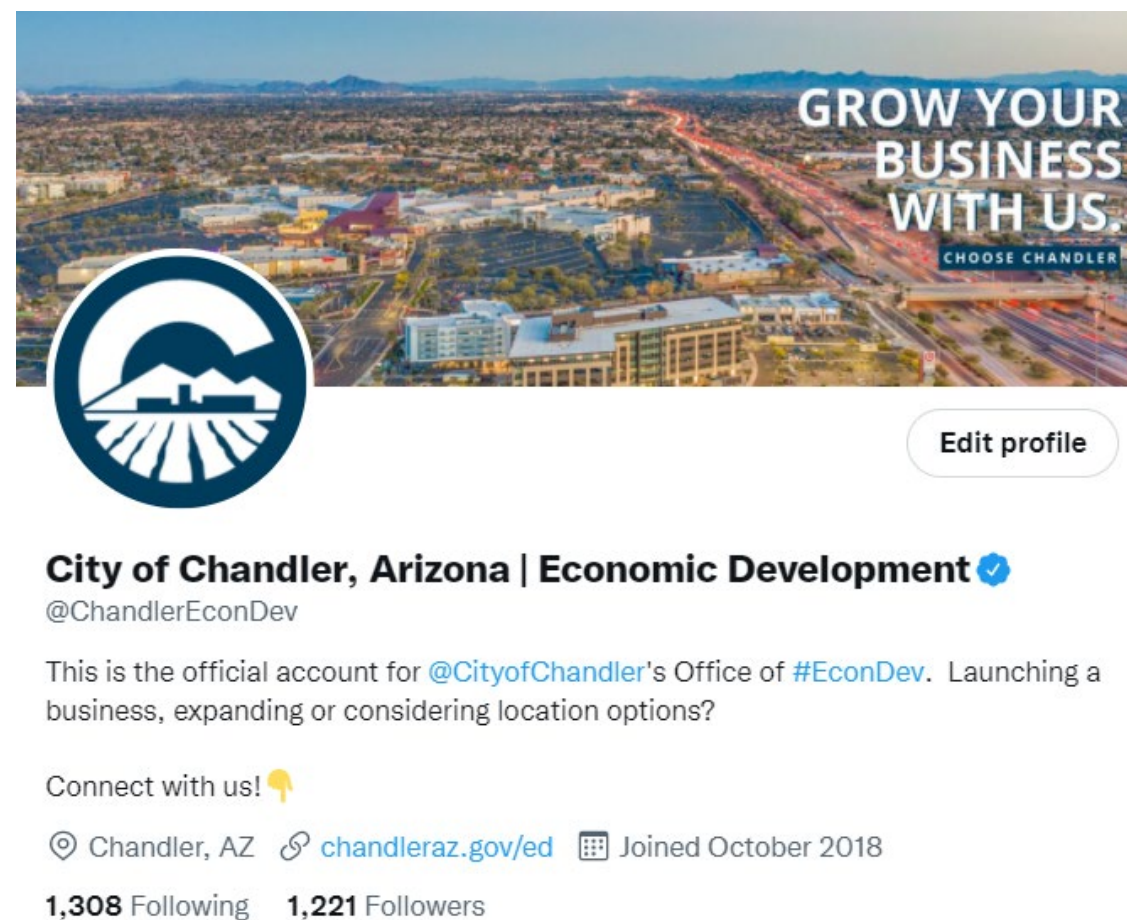 GROW YOUR
BUSINESS
WITH US.
CHOOSE CHANDLER
Edit profile
City of Chandler, Arizona | Economic Development
@ChandlerEconDev
This is the official account for @CityofChandler's Office of #EconDev.  Launching a
business, expanding or considering location options?
Connect with us!👇
Chandler, AZ chandleraz.gov/ed Joined October 2018
1,308 Following 1,221 Followers